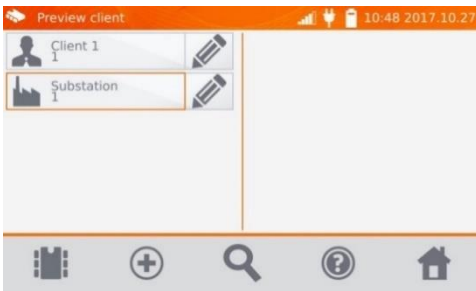 Preview client
10:48 2017.10.27
Client 1
1
Substation
1